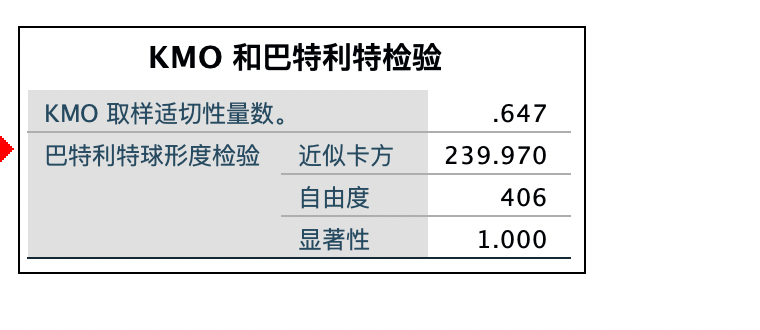 KMO 和巴特利特检验
KMO 取样适切性量数。 .647
巴特利特球形度检验 近似卡方 239.970
自由度 406
显著性 1.000